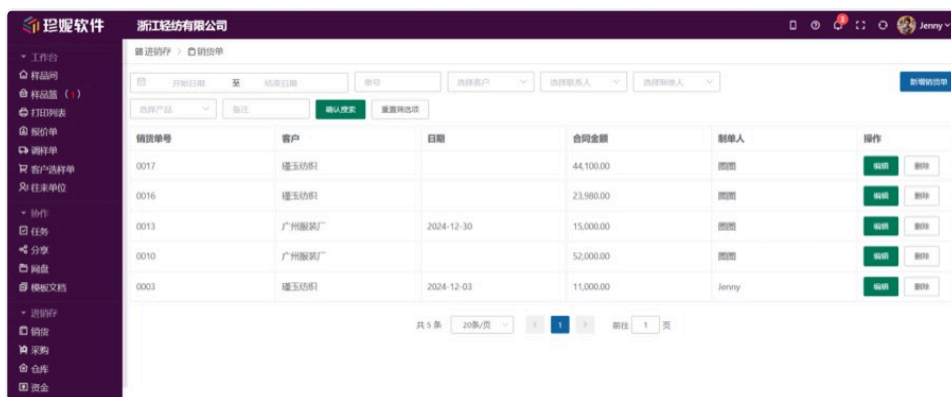 珍妮软件
浙江轻纺有限公司
3
Jenny
进销存 > 销货单
工作台
样品间
样品篮（1）
打印列表
报价单
调样单
客户选样单
往来单位
协作
任务
分享
网盘
模板文档
进销存
销货
采购
仓库
资金
开始日期 至 结束日期 单号 选择客户 选择联系人 选择制单人 新增销货单
选择产品 备注 确认搜索 重置筛选项
销货单号 客户 日期 合同金额 制单人 操作
0017 瑾玉纺织 44,100.00 图图 编辑 删除
0016 瑾玉纺织 23,980.00 图图 编辑 删除
0013 广州服装厂 2024-12-30 15,000.00 图图 编辑 删除
0010 广州服装厂 52,000.00 图图 编辑 删除
0003 瑾玉纺织 2024-12-03 11,000.00 Jenny 编辑 删除
共 5 条 20条/页 1 前往 1 页